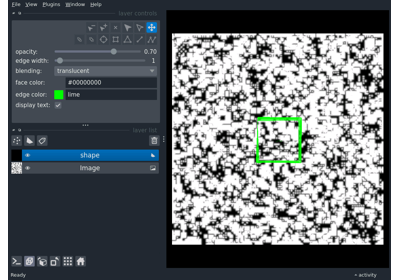 File View Plugins Window Help
layer controls
opacity: 0.70
edge width: 1
blending: translucent
face color: #00000000
edge color: lime
display text:
layer list
shape
Image
Ready
activity